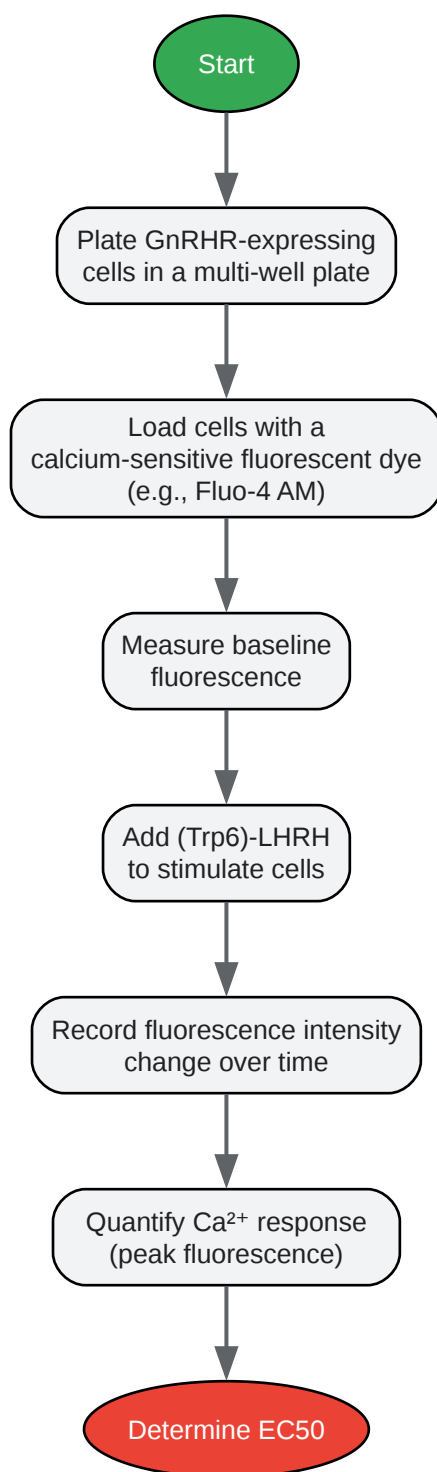 Start
Plate GnRHR-expressing
cells in a multi-well plate
Load cells with a
calcium-sensitive fluorescent dye
(e.g., Fluo-4 AM)
Measure baseline
fluorescence
Add (Trp6)-LHRH
to stimulate cells
Record fluorescence intensity
change over time
Quantify Ca²⁺ response
(peak fluorescence)
Determine EC50